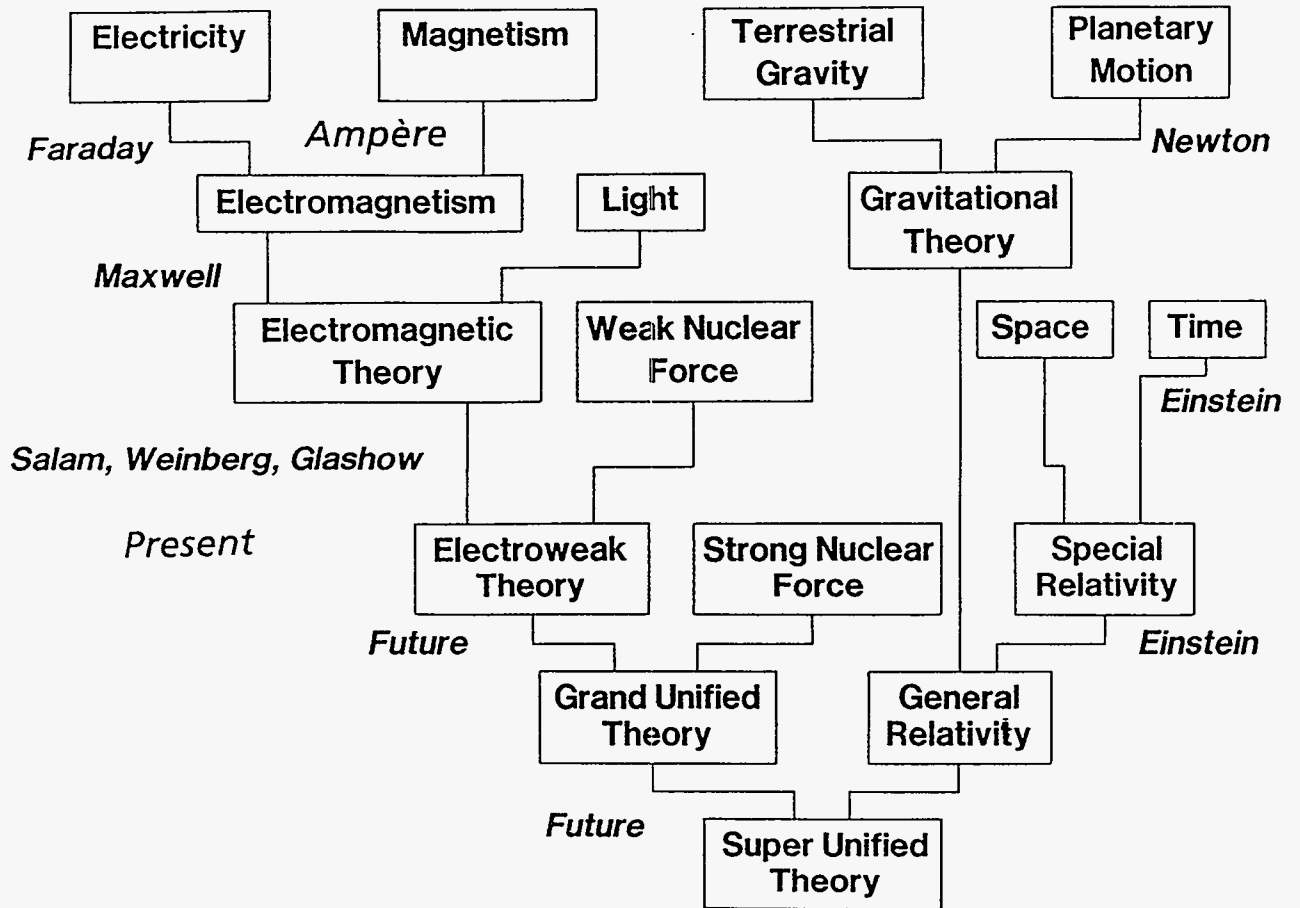 Electricity
Magnetism
Terrestrial
Gravity
Planetary
Motion
Faraday
Ampère
Newton
Electromagnetism
Light
Gravitational
Theory
Maxwell
Electromagnetic
Theory
Weak Nuclear
Force
Space
Time
Einstein
Salam, Weinberg, Glashow
Present
Electroweak
Theory
Strong Nuclear
Force
Special
Relativity
Future
Einstein
Grand Unified
Theory
General
Relativity
Future
Super Unified
Theory